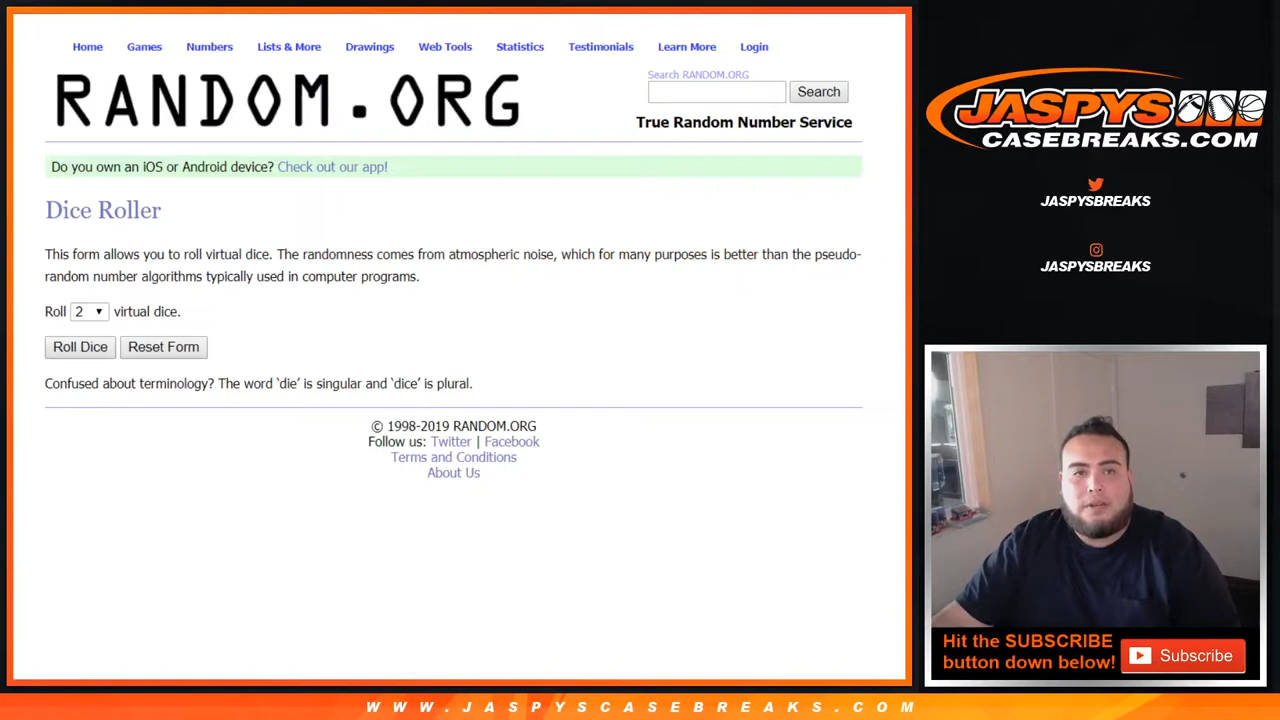 Home Games Numbers Lists & More Drawings Web Tools Statistics Testimonials Learn More Login
RANDOM.ORG
Search RANDOM.ORG
Search
True Random Number Service
Do you own an iOS or Android device? Check out our app!
Dice Roller
This form allows you to roll virtual dice. The randomness comes from atmospheric noise, which for many purposes is better than the pseudo-
random number algorithms typically used in computer programs.
Roll 2 virtual dice.
Roll Dice Reset Form
Confused about terminology? The word ‘die’ is singular and ‘dice’ is plural.
© 1998-2019 RANDOM.ORG
Follow us: Twitter | Facebook
Terms and Conditions
About Us
JASPYS
CASEBREAKS.COM
JASPYSBREAKS
JASPYSBREAKS
Hit the SUBSCRIBE
button down below!
Subscribe
WWW.JASPYSCASEBREAKS.COM